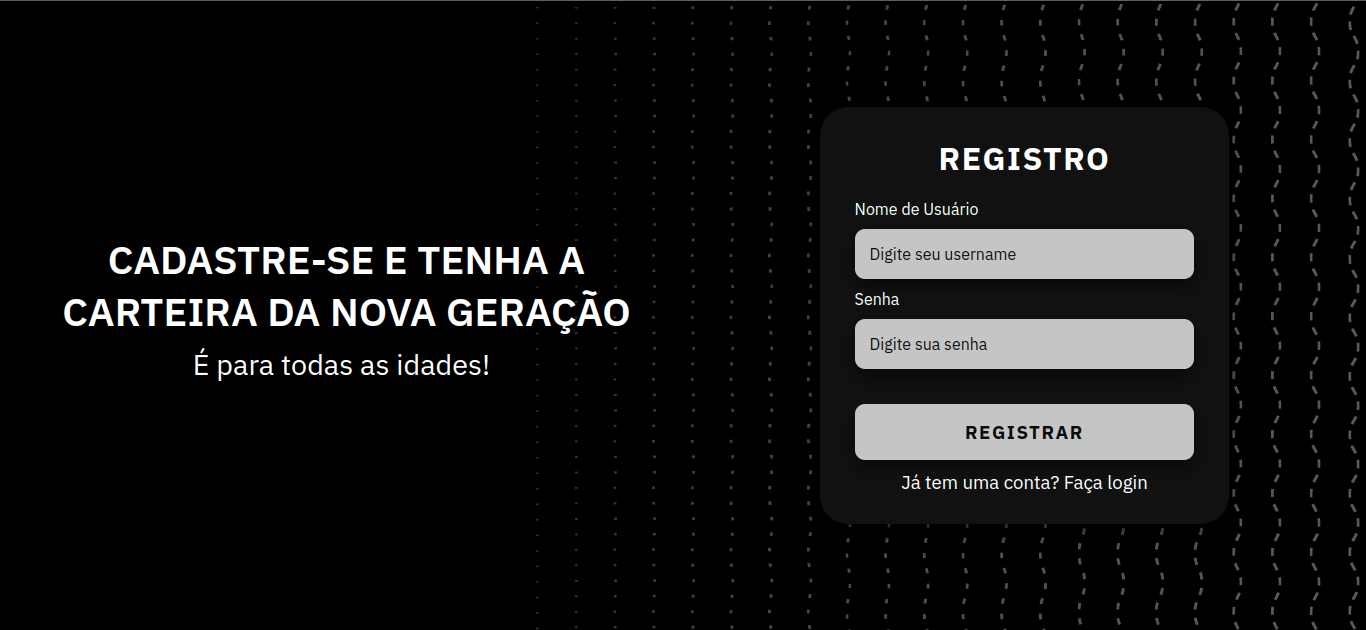 CADASTRE-SE E TENHA A
CARTEIRA DA NOVA GERAÇÃO
É para todas as idades!
REGISTRO
Nome de Usuário
Digite seu username
Senha
Digite sua senha
REGISTRAR
Já tem uma conta? Faça login